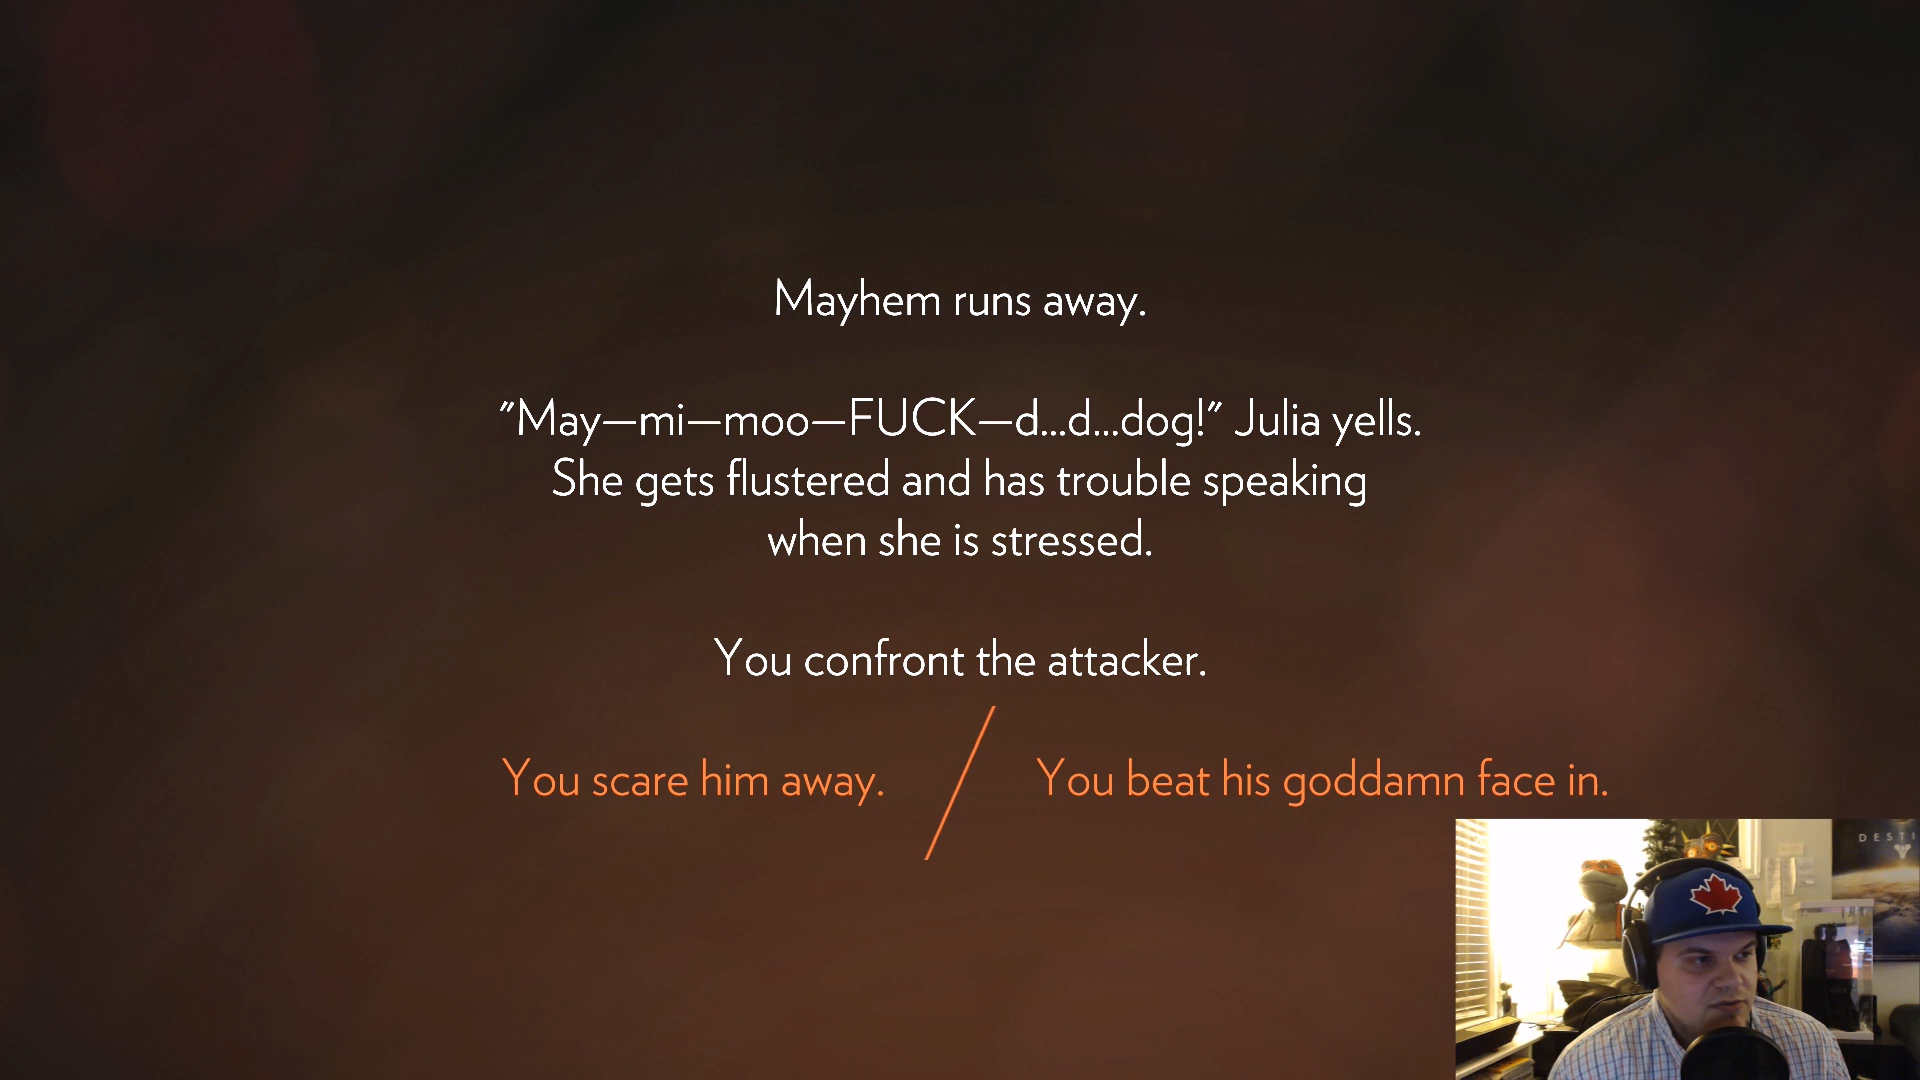 Mayhem runs away.
"May—mi—moo—FUCK—d...d...dog!" Julia yells.
She gets flustered and has trouble speaking
when she is stressed.
You confront the attacker.
You scare him away. / You beat his goddamn face in.
DESTI